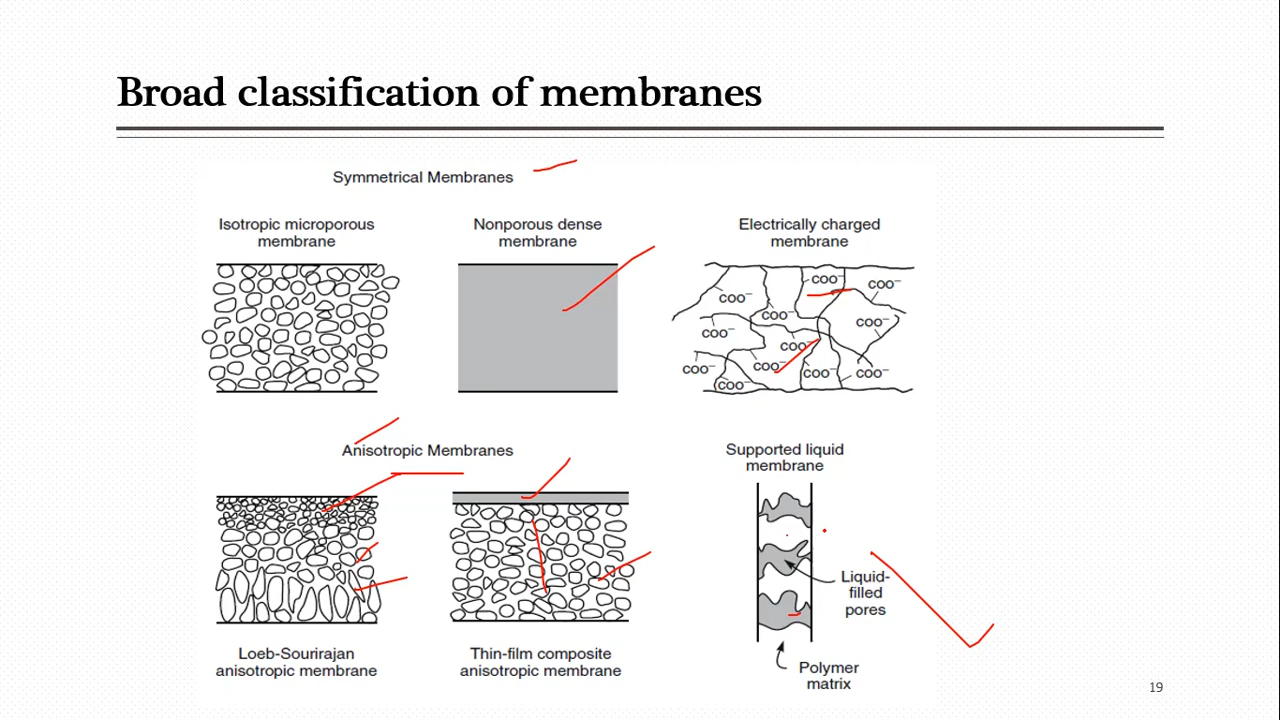 Broad classification of membranes
Symmetrical Membranes
Isotropic microporous
membrane
Nonporous dense
membrane
Electrically charged
membrane
COO⁻
COO⁻
COO⁻
COO⁻
COO⁻
COO⁻
COO⁻
COO⁻
COO⁻
COO⁻
COO⁻
COO⁻
Anisotropic Membranes
Supported liquid
membrane
Liquid-
filled
pores
Loeb-Sourirajan
anisotropic membrane
Thin-film composite
anisotropic membrane
Polymer
matrix
19